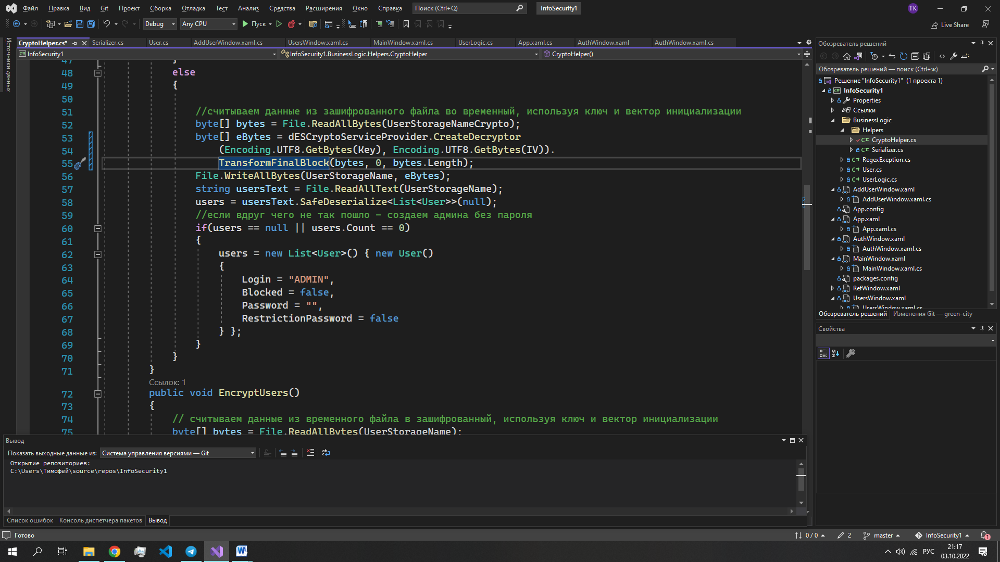 Файл Правка Вид Git Проект Сборка Отладка Тест Анализ Средства Расширения Окно Справка Поиск (Ctrl+Q) InfoSecurity1 TK
Debug Any CPU Пуск Live Share
Источники данных
CryptoHelper.cs* Serializer.cs User.cs AddUserWindow.xaml.cs UsersWindow.xaml.cs MainWindow.xaml.cs UserLogic.cs App.xaml.cs AuthWindow.xaml AuthWindow.xaml.cs
InfoSecurity1 InfoSecurity1.BusinessLogic.Helpers.CryptoHelper CryptoHelper()
47 }
48 else
49 {
50
51 //считываем данные из зашифрованного файла во временный, используя ключ и вектор инициализации
52 byte[] bytes = File.ReadAllBytes(UserStorageNameCrypto);
53 byte[] eBytes = dESCryptoServiceProvider.CreateDecryptor
54 (Encoding.UTF8.GetBytes(Key), Encoding.UTF8.GetBytes(IV)).
55 TransformFinalBlock(bytes, 0, bytes.Length);
56 File.WriteAllBytes(UserStorageName, eBytes);
57 string usersText = File.ReadAllText(UserStorageName);
58 users = usersText.SafeDeserialize<List<User>>(null);
59 //если вдруг чего не так пошло - создаем админа без пароля
60 if(users == null || users.Count == 0)
61 {
62 users = new List<User>() { new User()
63 {
64 Login = "ADMIN",
65 Blocked = false,
66 Password = "",
67 RestrictionPassword = false
68 } };
69 }
70 }
71 }
Ссылок: 1
72 public void EncryptUsers()
73 {
74 // считываем данные из временного файла в зашифрованный, используя ключ и вектор инициализации
75 byte[] bytes = File.ReadAllBytes(UserStorageName);
Вывод
Показать выходные данные из: Система управления версиями — Git
Открытие репозиториев:
C:\Users\Тимофей\source\repos\InfoSecurity1
Список ошибок Консоль диспетчера пакетов Вывод
Обозреватель решений
Обозреватель решений — поиск (Ctrl+ж)
Решение "InfoSecurity1" (1 проекта 1)
InfoSecurity1
Properties
Ссылки
BusinessLogic
Helpers
C# CryptoHelper.cs
C# Serializer.cs
C# RegexExeption.cs
C# User.cs
C# UserLogic.cs
AddUserWindow.xaml
AddUserWindow.xaml.cs
App.config
App.xaml
App.xaml.cs
AuthWindow.xaml
AuthWindow.xaml.cs
MainWindow.xaml
MainWindow.xaml.cs
packages.config
RefWindow.xaml
UsersWindow.xaml
UsersWindow.xaml.cs
Обозреватель решений Изменения Git — green-city
Свойства
Готово 0 / 0 2 master InfoSecurity1 1
РУС 21:17
03.10.2022